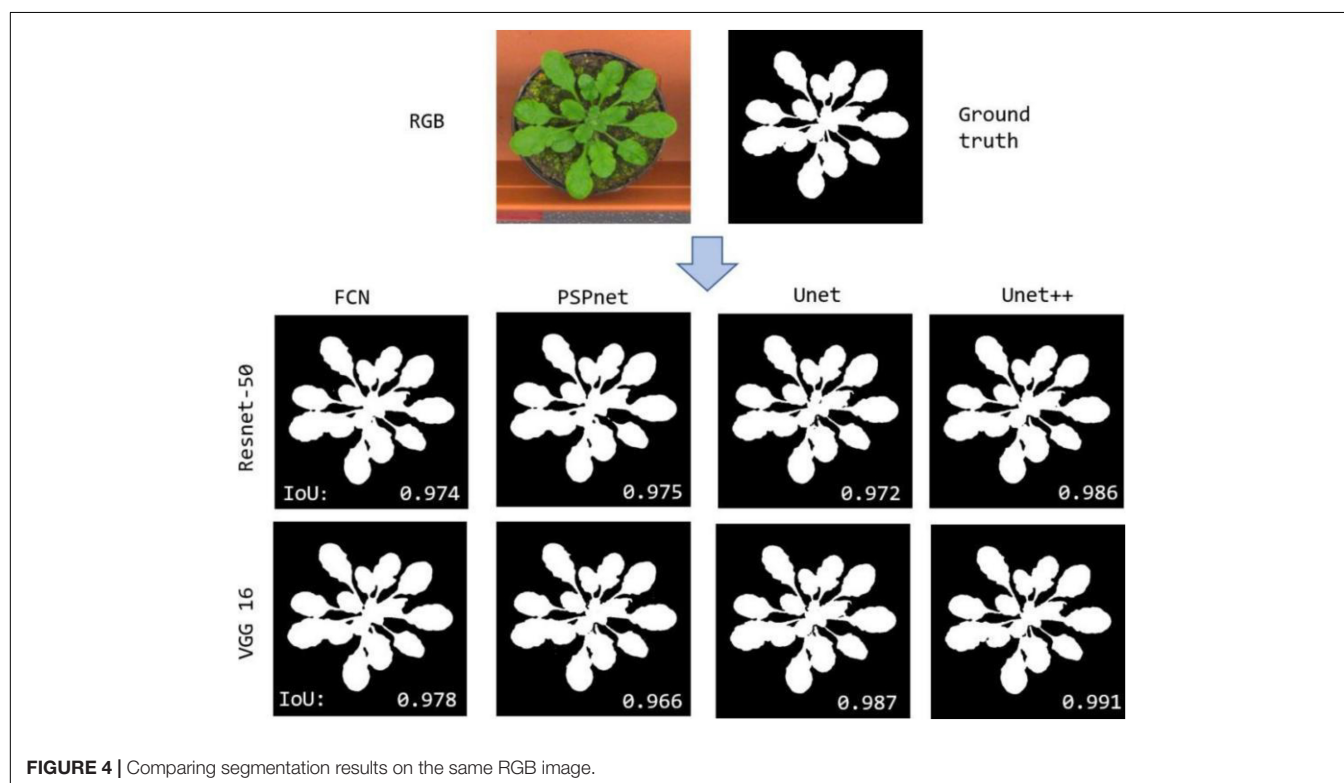 RGB
Ground
truth
FCN PSPnet Unet Unet++
Resnet-50
IoU: 0.974 0.975 0.972 0.986
VGG 16
IoU: 0.978 0.966 0.987 0.991
FIGURE 4 | Comparing segmentation results on the same RGB image.